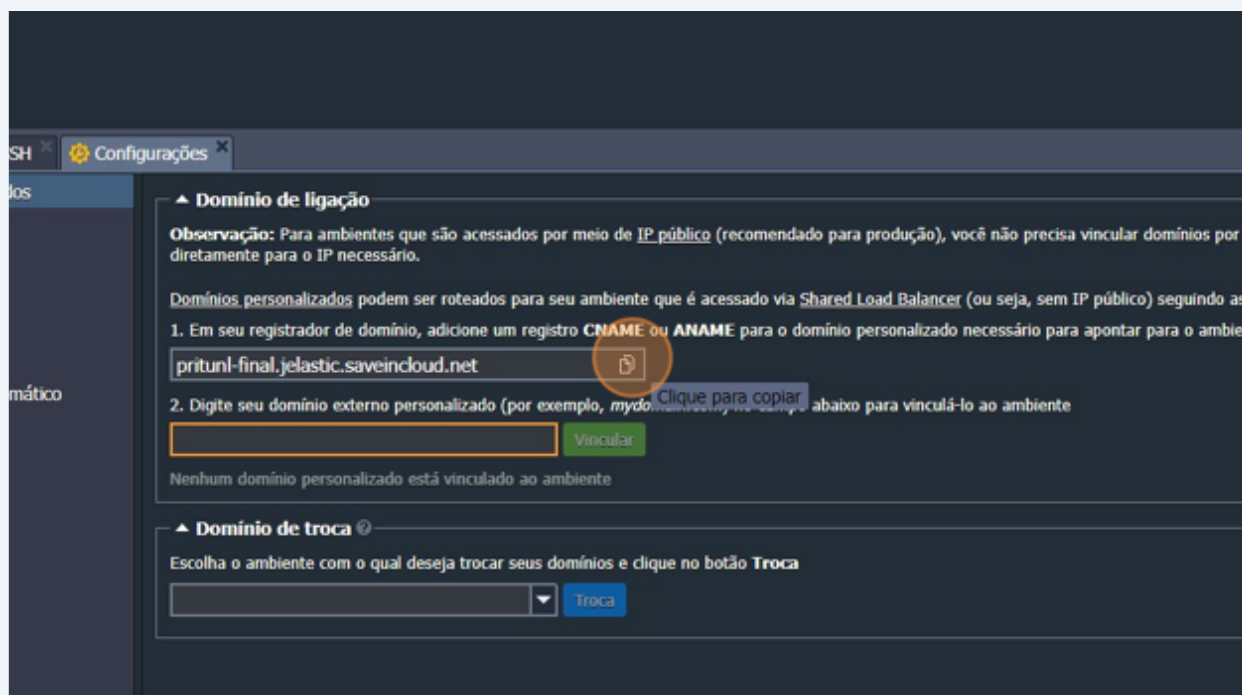 SH
Configurações
dos
Domínio de ligação
Observação: Para ambientes que são acessados por meio de IP público (recomendado para produção), você não precisa vincular domínios por
diretamente para o IP necessário.
Domínios personalizados podem ser roteados para seu ambiente que é acessado via Shared Load Balancer (ou seja, sem IP público) seguindo as
1. Em seu registrador de domínio, adicione um registro CNAME ou ANAME para o domínio personalizado necessário para apontar para o ambie
pritunl-final.jelastic.saveincloud.net
mático
Clique para copiar
2. Digite seu domínio externo personalizado (por exemplo, abaixo para vinculá-lo ao ambiente
Vincular
Nenhum domínio personalizado está vinculado ao ambiente
Domínio de troca
Escolha o ambiente com o qual deseja trocar seus domínios e clique no botão Troca
Troca